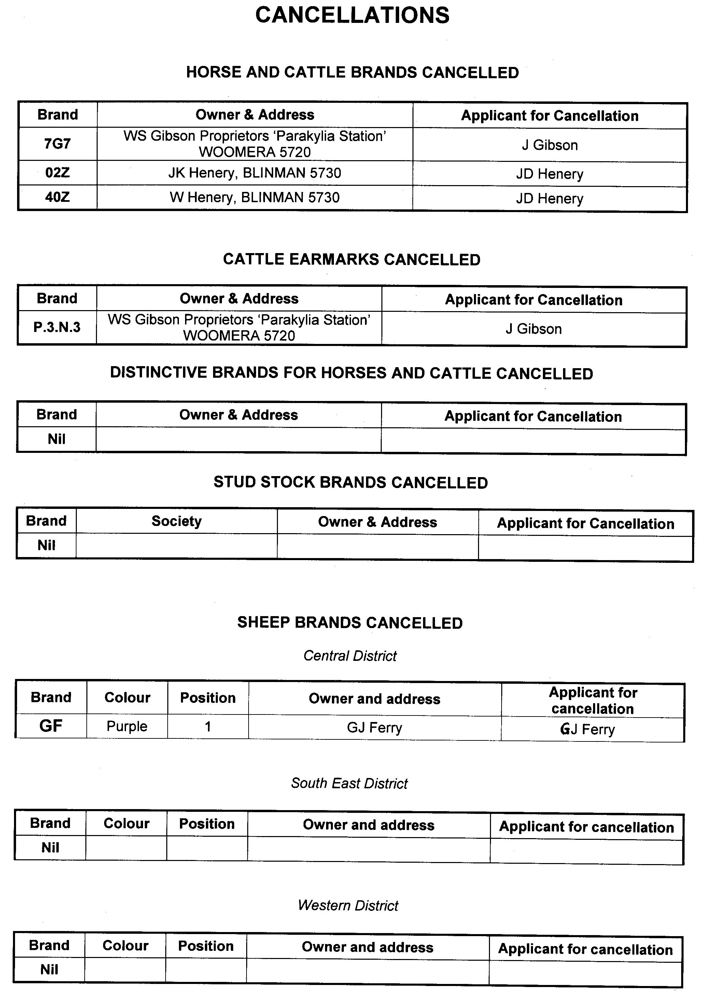 CANCELLATIONS
HORSE AND CATTLE BRANDS CANCELLED
Brand Owner & Address Applicant for Cancellation
7G7 WS Gibson Proprietors ‘Parakylia Station’ J Gibson
WOOMERA 5720
02Z JK Henery, BLINMAN 5730 JD Henery
40Z W Henery, BLINMAN 5730 JD Henery
CATTLE EARMARKS CANCELLED
Brand Owner & Address Applicant for Cancellation
P.3.N.3 WS Gibson Proprietors ‘Parakylia Station’ J Gibson
WOOMERA 5720
DISTINCTIVE BRANDS FOR HORSES AND CATTLE CANCELLED
Brand Owner & Address Applicant for Cancellation
Nil
STUD STOCK BRANDS CANCELLED
Brand Society Owner & Address Applicant for Cancellation
Nil
SHEEP BRANDS CANCELLED
Central District
Brand Colour Position Owner and address Applicant for
cancellation
GF Purple 1 GJ Ferry GJ Ferry
South East District
Brand Colour Position Owner and address Applicant for cancellation
Nil
Western District
Brand Colour Position Owner and address Applicant for cancellation
Nil